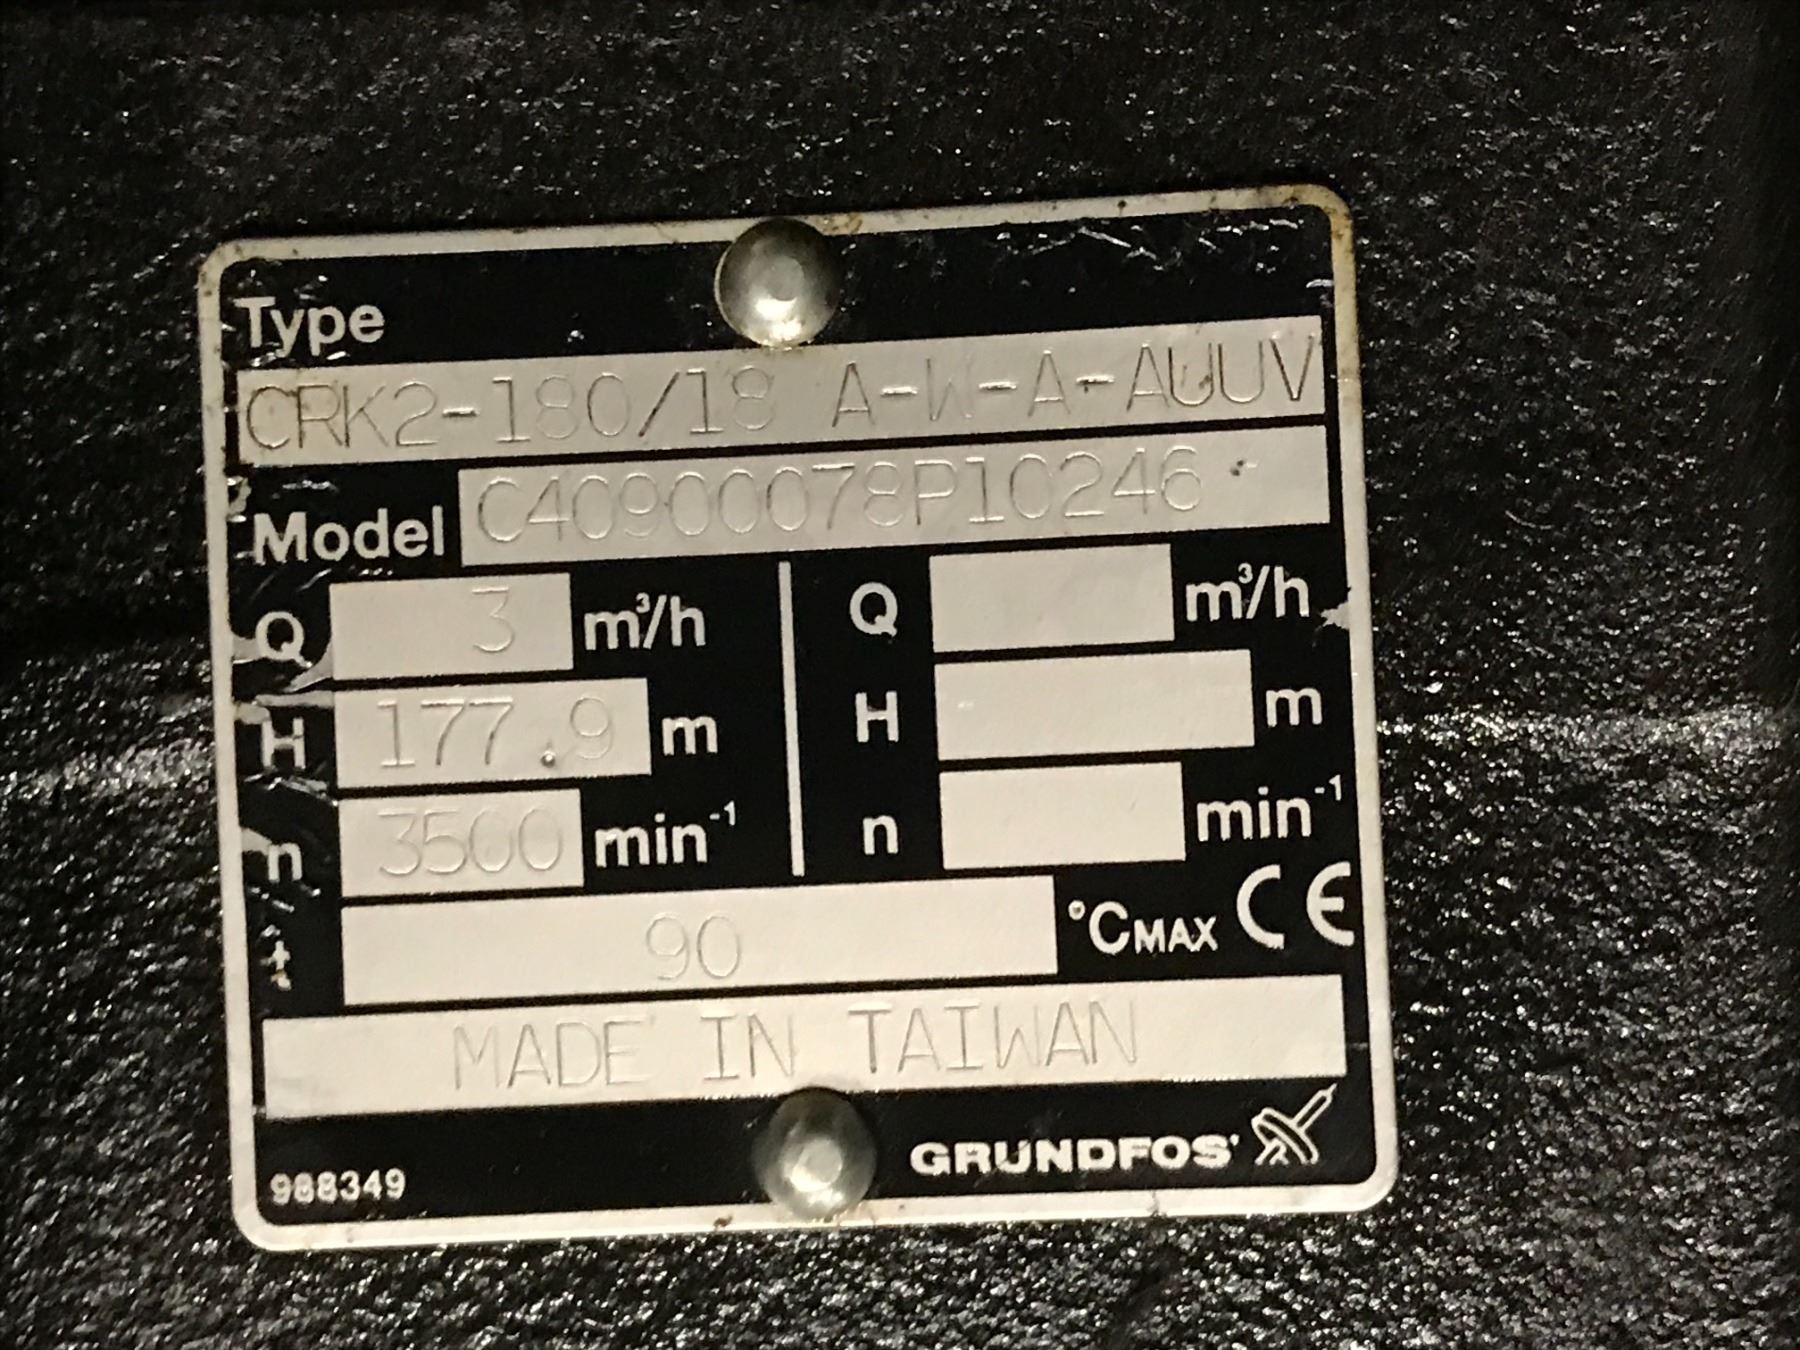 Type
CRK2-180/18 A-W-A-AUUV
Model C40900078P10246
Q 3 m³/h Q m³/h
H 177.9 m H m
n 3500 min⁻¹ n min⁻¹
t 90 °CMAX CE
MADE IN TAIWAN
988349 GRUNDFOS